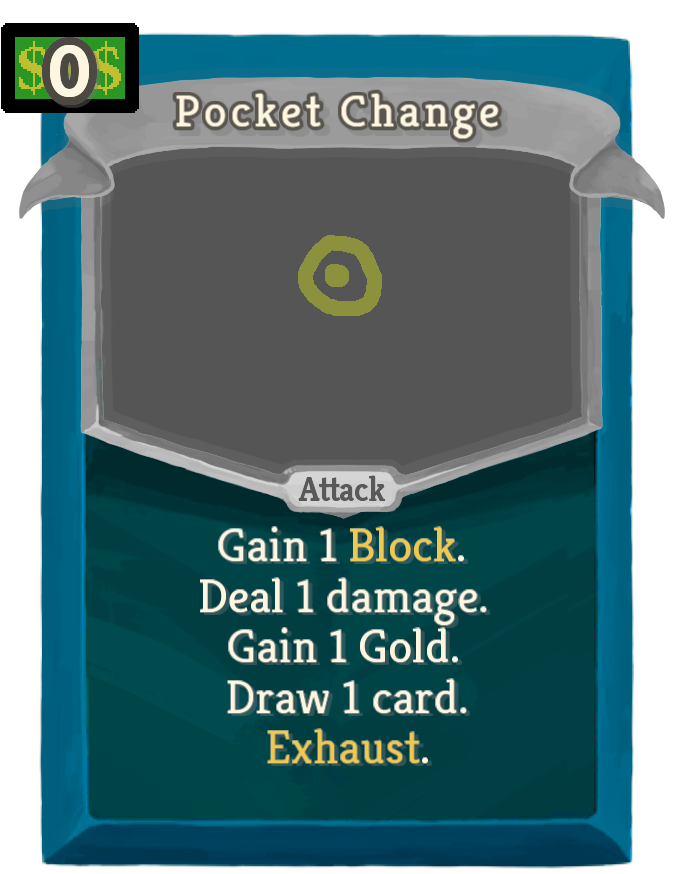 $0$
Pocket Change
Attack
Gain 1 Block.
Deal 1 damage.
Gain 1 Gold.
Draw 1 card.
Exhaust.